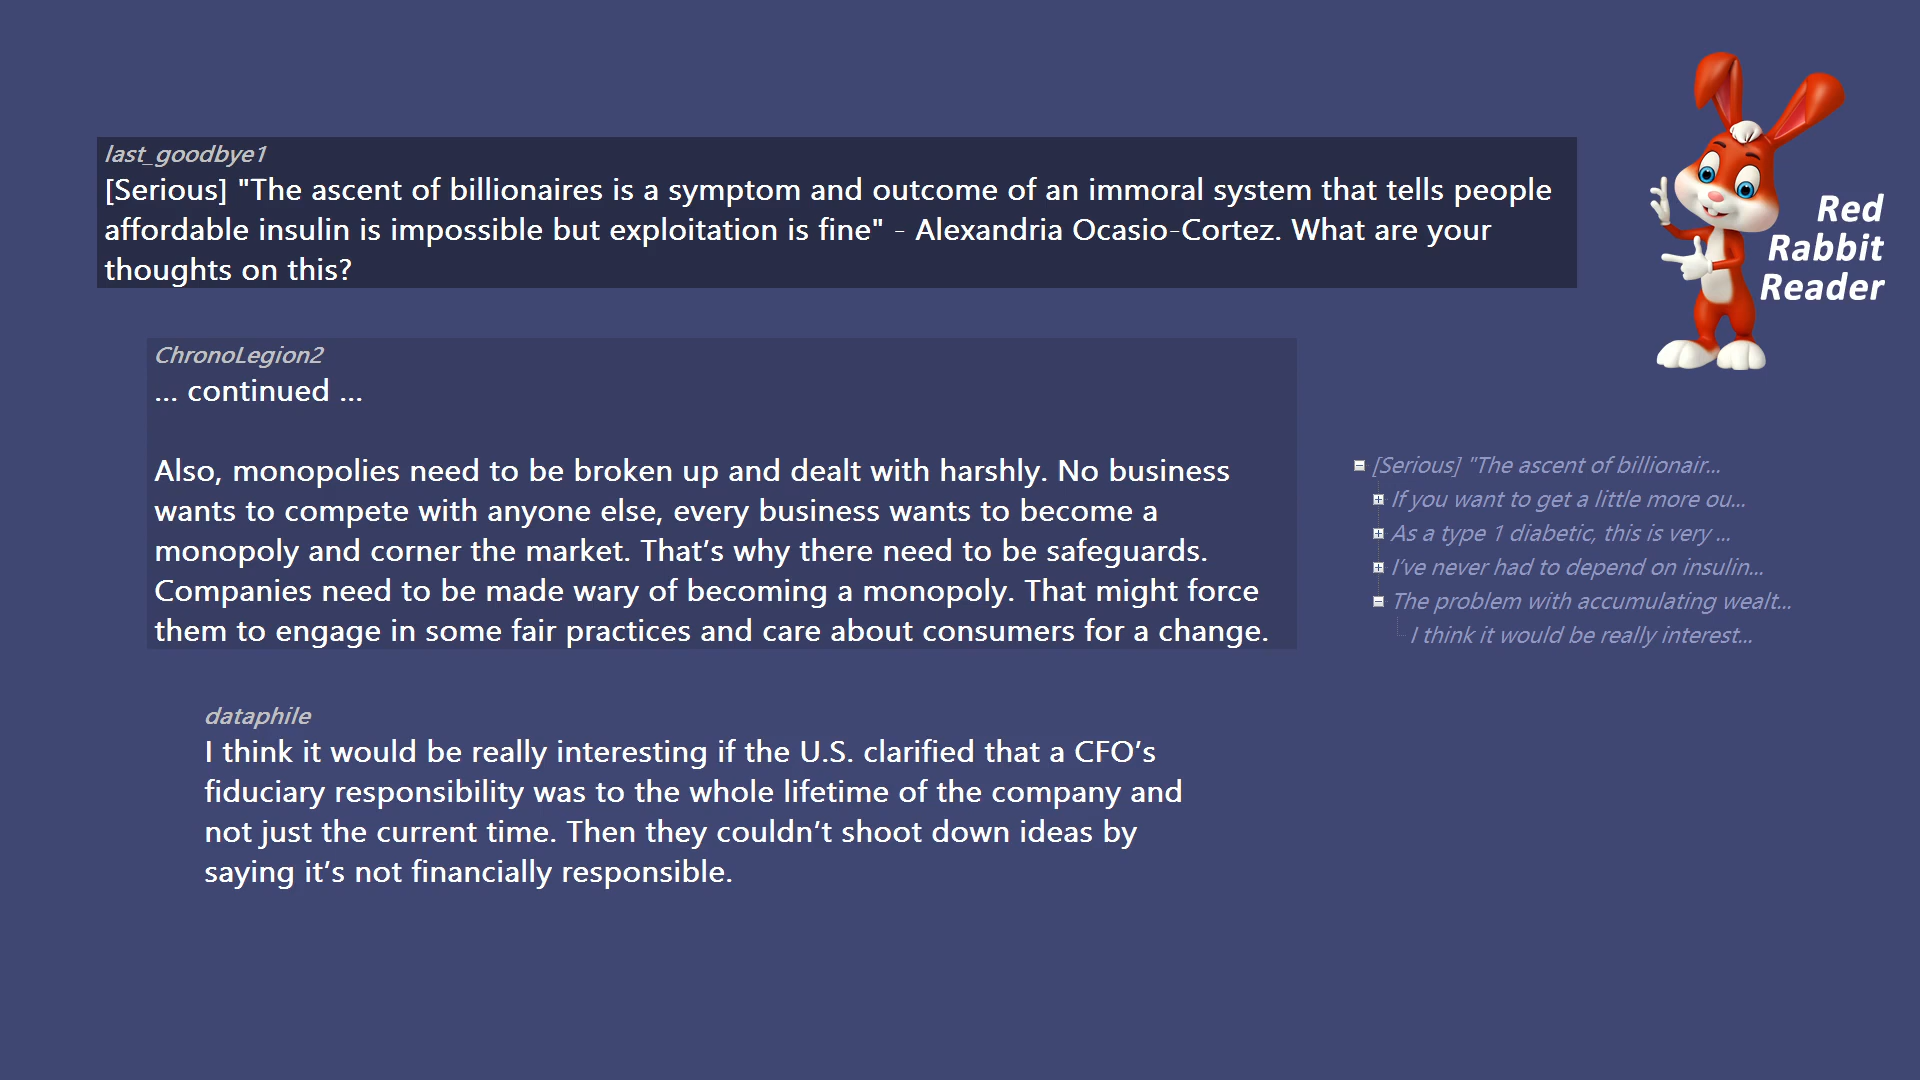 last_goodbye1
[Serious] "The ascent of billionaires is a symptom and outcome of an immoral system that tells people
affordable insulin is impossible but exploitation is fine" - Alexandria Ocasio-Cortez. What are your
thoughts on this?
Red
Rabbit
Reader
ChronoLegion2
... continued ...
Also, monopolies need to be broken up and dealt with harshly. No business
wants to compete with anyone else, every business wants to become a
monopoly and corner the market. That’s why there need to be safeguards.
Companies need to be made wary of becoming a monopoly. That might force
them to engage in some fair practices and care about consumers for a change.
[Serious] "The ascent of billionair...
If you want to get a little more ou...
As a type 1 diabetic, this is very ...
I’ve never had to depend on insulin...
The problem with accumulating wealt...
I think it would be really interest...
dataphile
I think it would be really interesting if the U.S. clarified that a CFO’s
fiduciary responsibility was to the whole lifetime of the company and
not just the current time. Then they couldn’t shoot down ideas by
saying it’s not financially responsible.